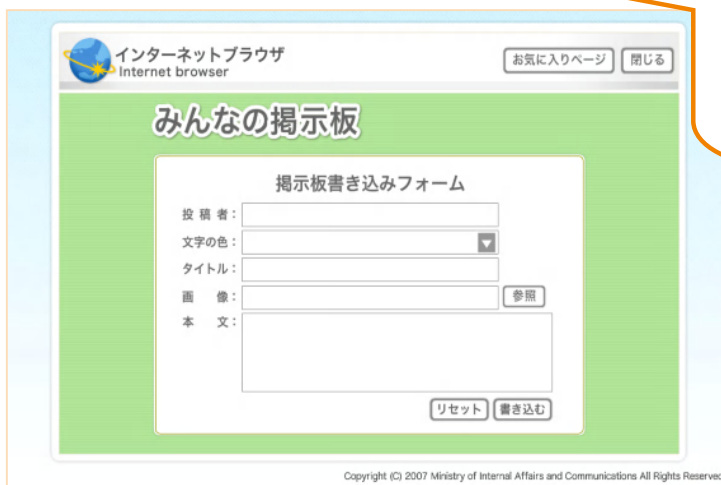 インターネットブラウザ
Internet browser
お気に入りページ 閉じる
みんなの掲示板
掲示板書き込みフォーム
投 稿 者：
文字の色：
タイトル：
画　　像： 参照
本　　文：
リセット 書き込む
Copyright (C) 2007 Ministry of Internal Affairs and Communications All Rights Reserved